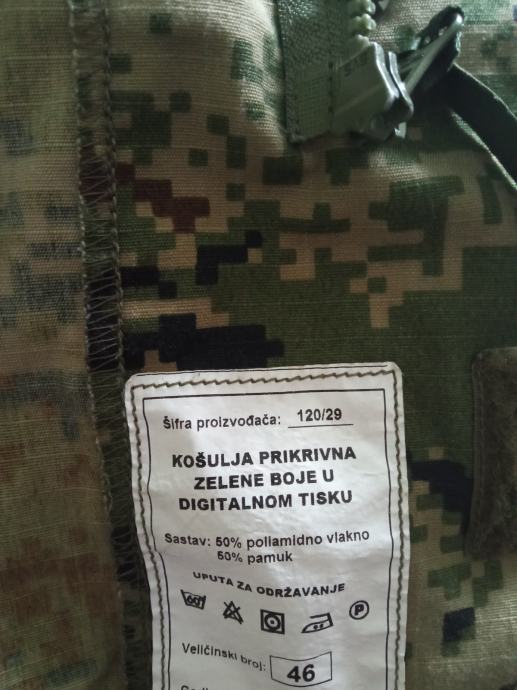 Šifra proizvođača: 120/29
KOŠULJA PRIKRIVNA
ZELENE BOJE U
DIGITALNOM TISKU
Sastav: 50% poliamidno vlakno
50% pamuk
UPUTA ZA ODRŽAVANJE
P
Veličinski broj: 46